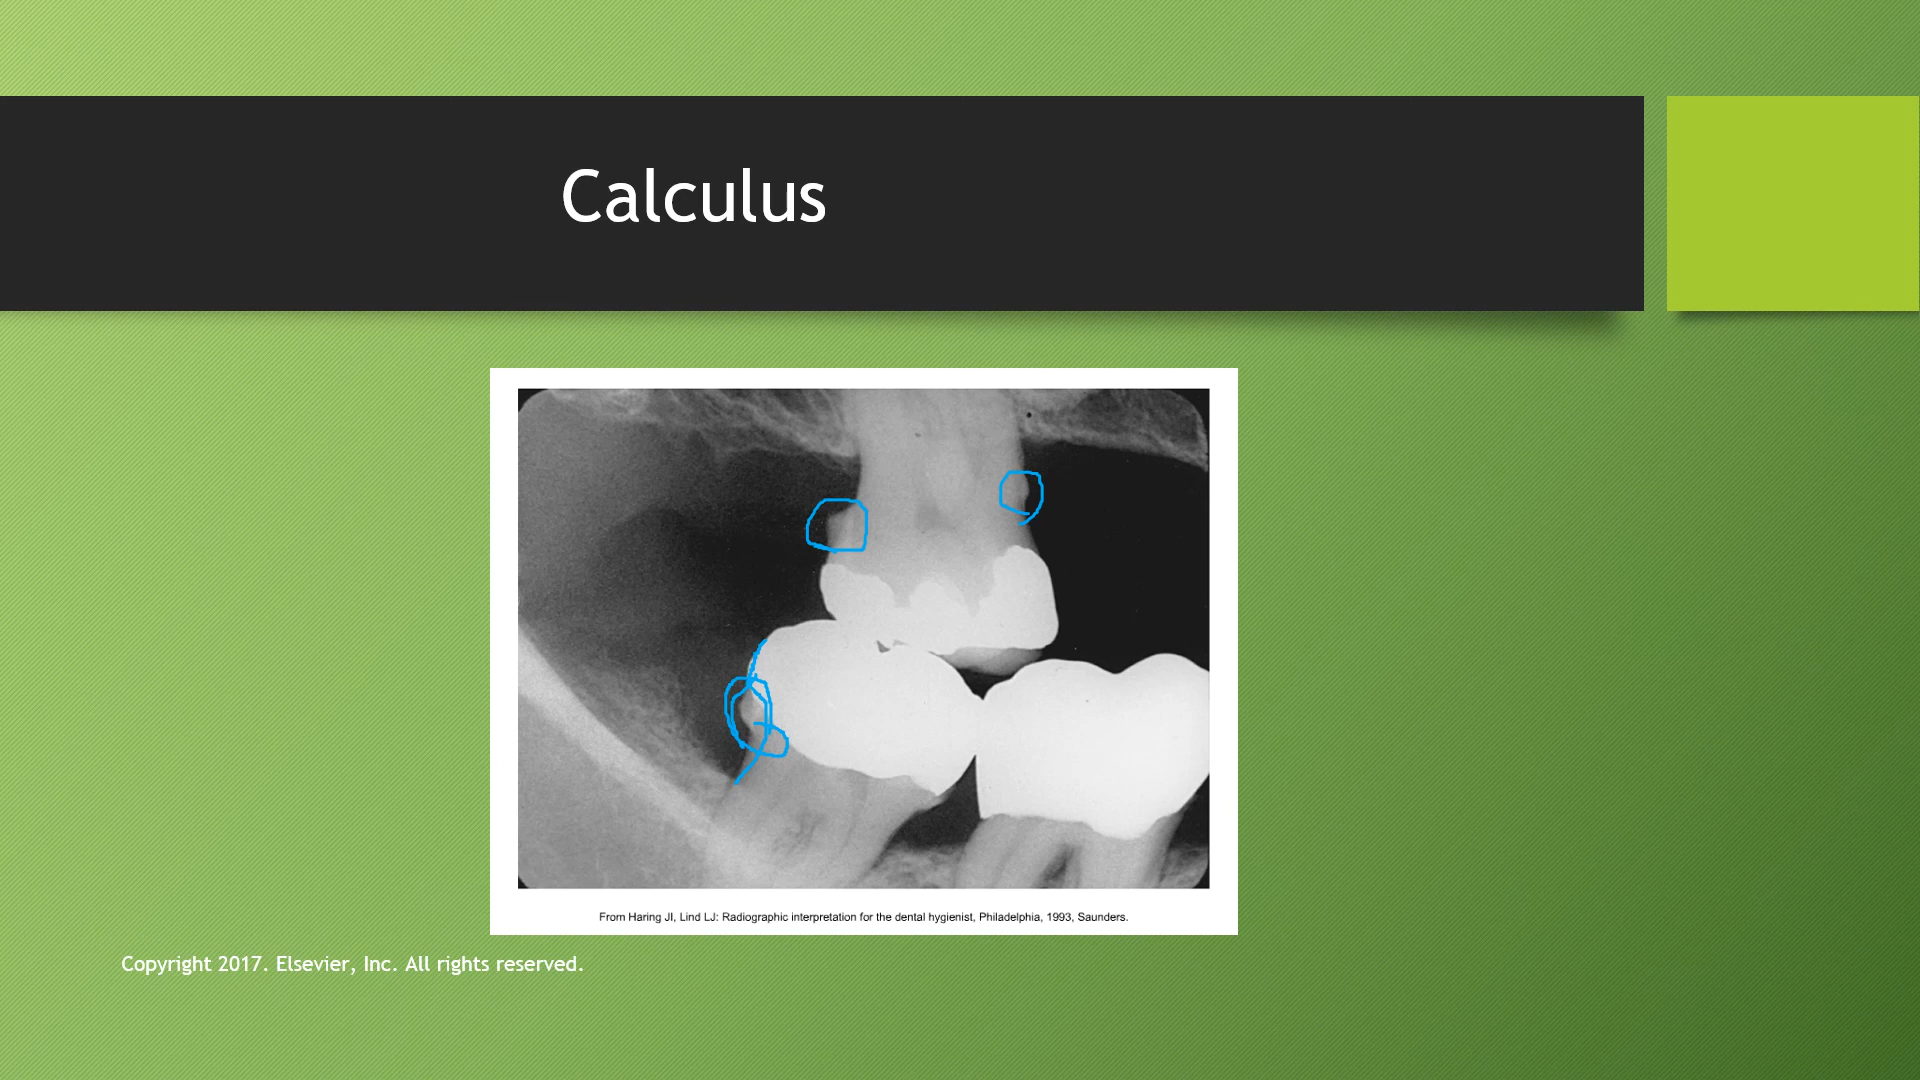 Calculus
From Haring JI, Lind LJ: Radiographic interpretation for the dental hygienist, Philadelphia, 1993, Saunders.
Copyright 2017. Elsevier, Inc. All rights reserved.